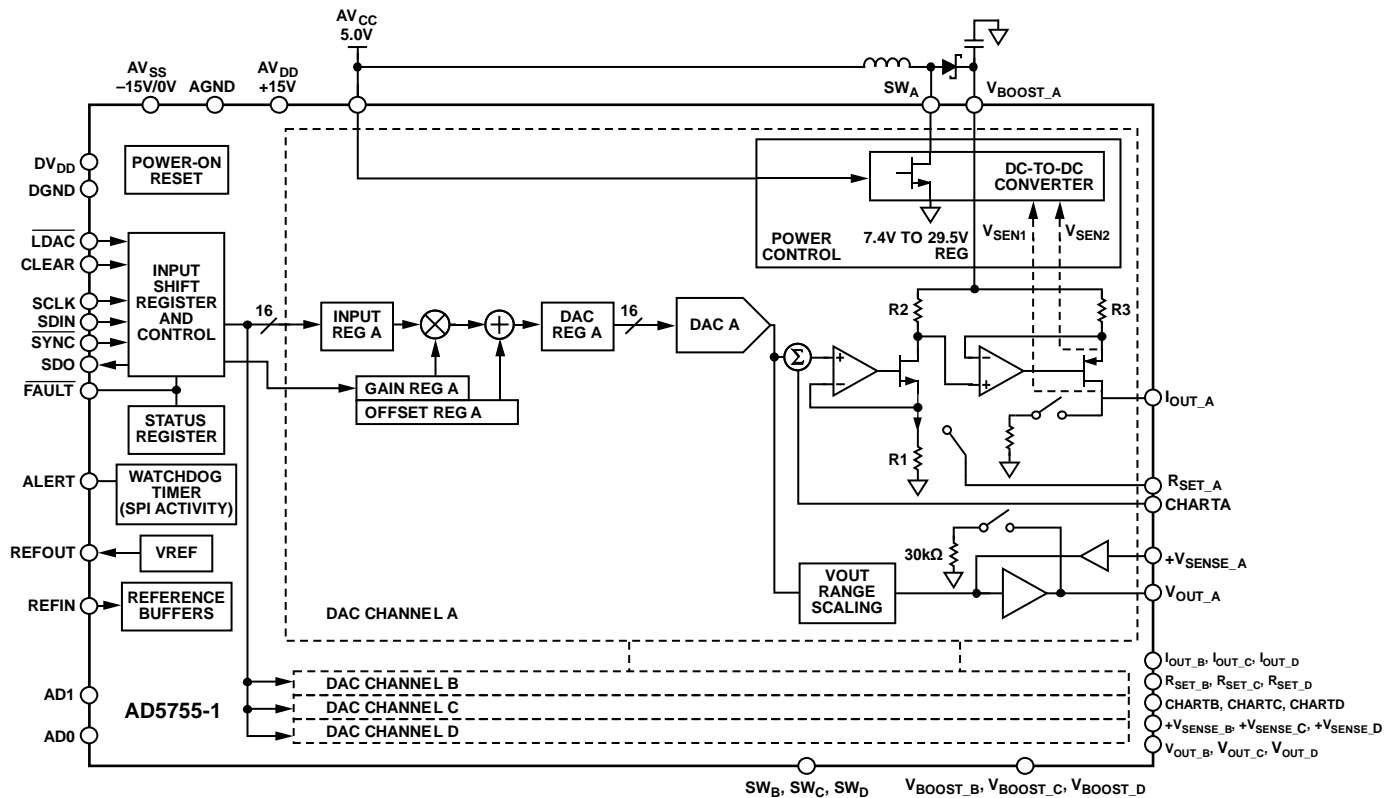 AVCC
5.0V
AVSS
–15V/0V
AGND
AVDD
+15V
SWA
VBOOST_A
DVDD
DGND
POWER-ON
RESET
DC-TO-DC
CONVERTER
POWER
CONTROL
7.4V TO 29.5V
REG
VSEN1
VSEN2
LDAC
CLEAR
SCLK
SDIN
SYNC
SDO
FAULT
INPUT
SHIFT
REGISTER
AND
CONTROL
STATUS
REGISTER
16
INPUT
REG A
×
+
DAC
REG A
16
DAC A
GAIN REG A
OFFSET REG A
Σ
+
–
R2
R3
–
+
R1
IOUT_A
RSET_A
CHARTA
ALERT
WATCHDOG
TIMER
(SPI ACTIVITY)
REFOUT
VREF
REFIN
REFERENCE
BUFFERS
30kΩ
VOUT
RANGE
SCALING
+VSENSE_A
VOUT_A
DAC CHANNEL A
DAC CHANNEL B
DAC CHANNEL C
DAC CHANNEL D
AD1
AD0
AD5755-1
IOUT_B, IOUT_C, IOUT_D
RSET_B, RSET_C, RSET_D
CHARTB, CHARTC, CHARTD
+VSENSE_B, +VSENSE_C, +VSENSE_D
VOUT_B, VOUT_C, VOUT_D
SWB, SWC, SWD
VBOOST_B, VBOOST_C, VBOOST_D